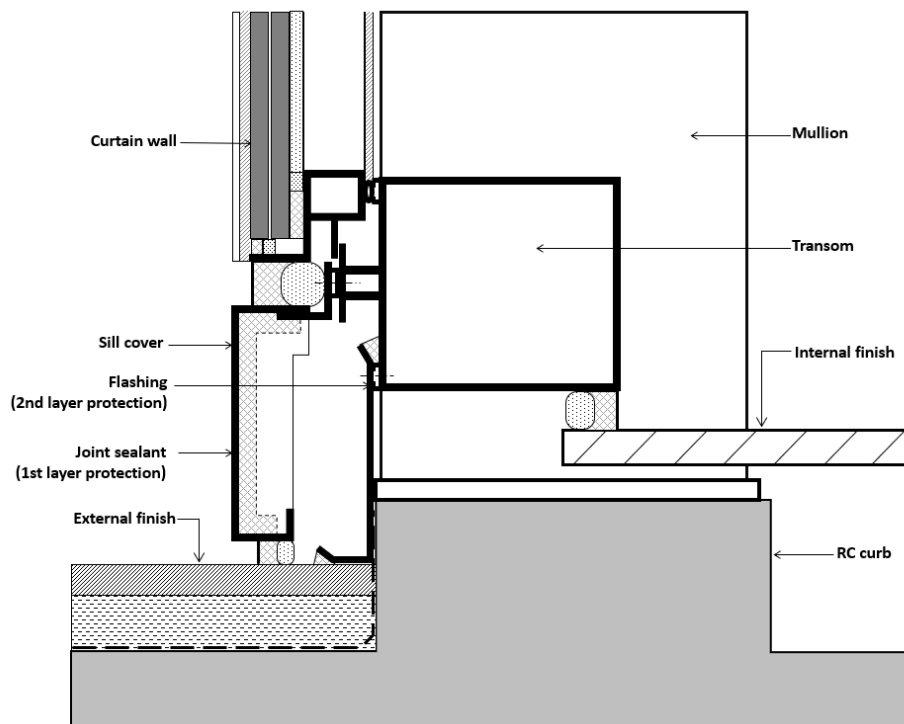 Curtain wall
Mullion
Transom
Sill cover
Internal finish
Flashing
(2nd layer protection)
Joint sealant
(1st layer protection)
External finish
RC curb